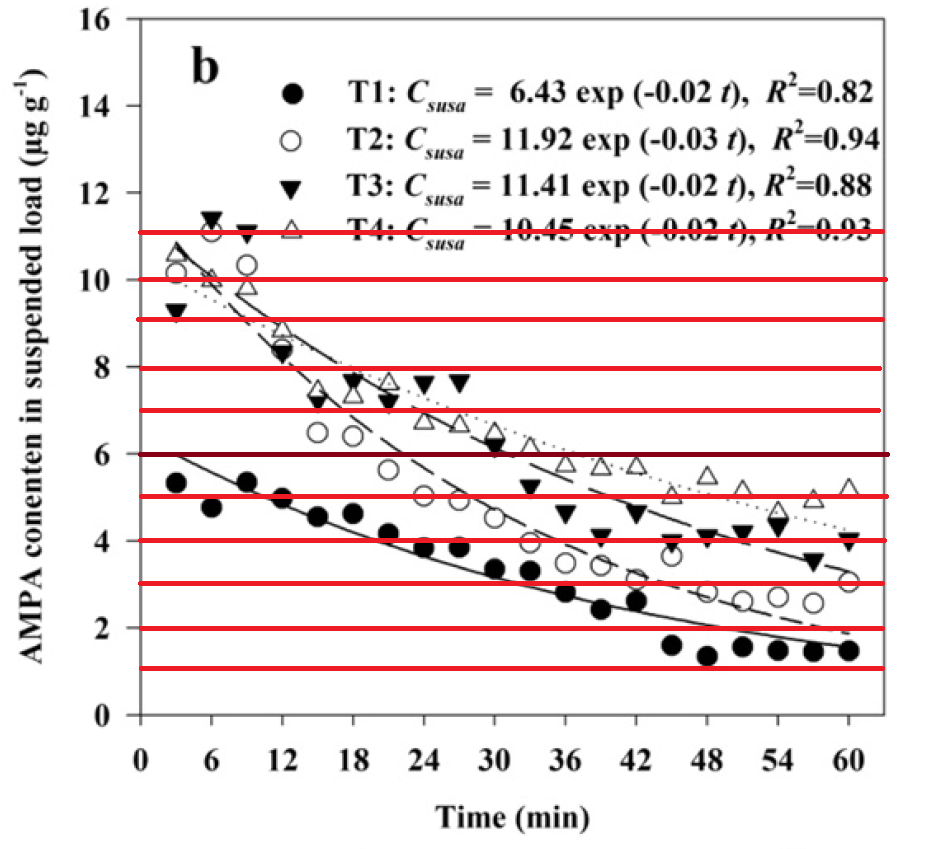 b
T1: Csusa = 6.43 exp (-0.02 t), R²=0.82
T2: Csusa = 11.92 exp (-0.03 t), R²=0.94
T3: Csusa = 11.41 exp (-0.02 t), R²=0.88
T4: Csusa = 10.45 exp (-0.02 t), R²=0.93
AMPA conenten in suspended load (µg g⁻¹)
16
14
12
10
8
6
4
2
0
0 6 12 18 24 30 36 42 48 54 60
Time (min)